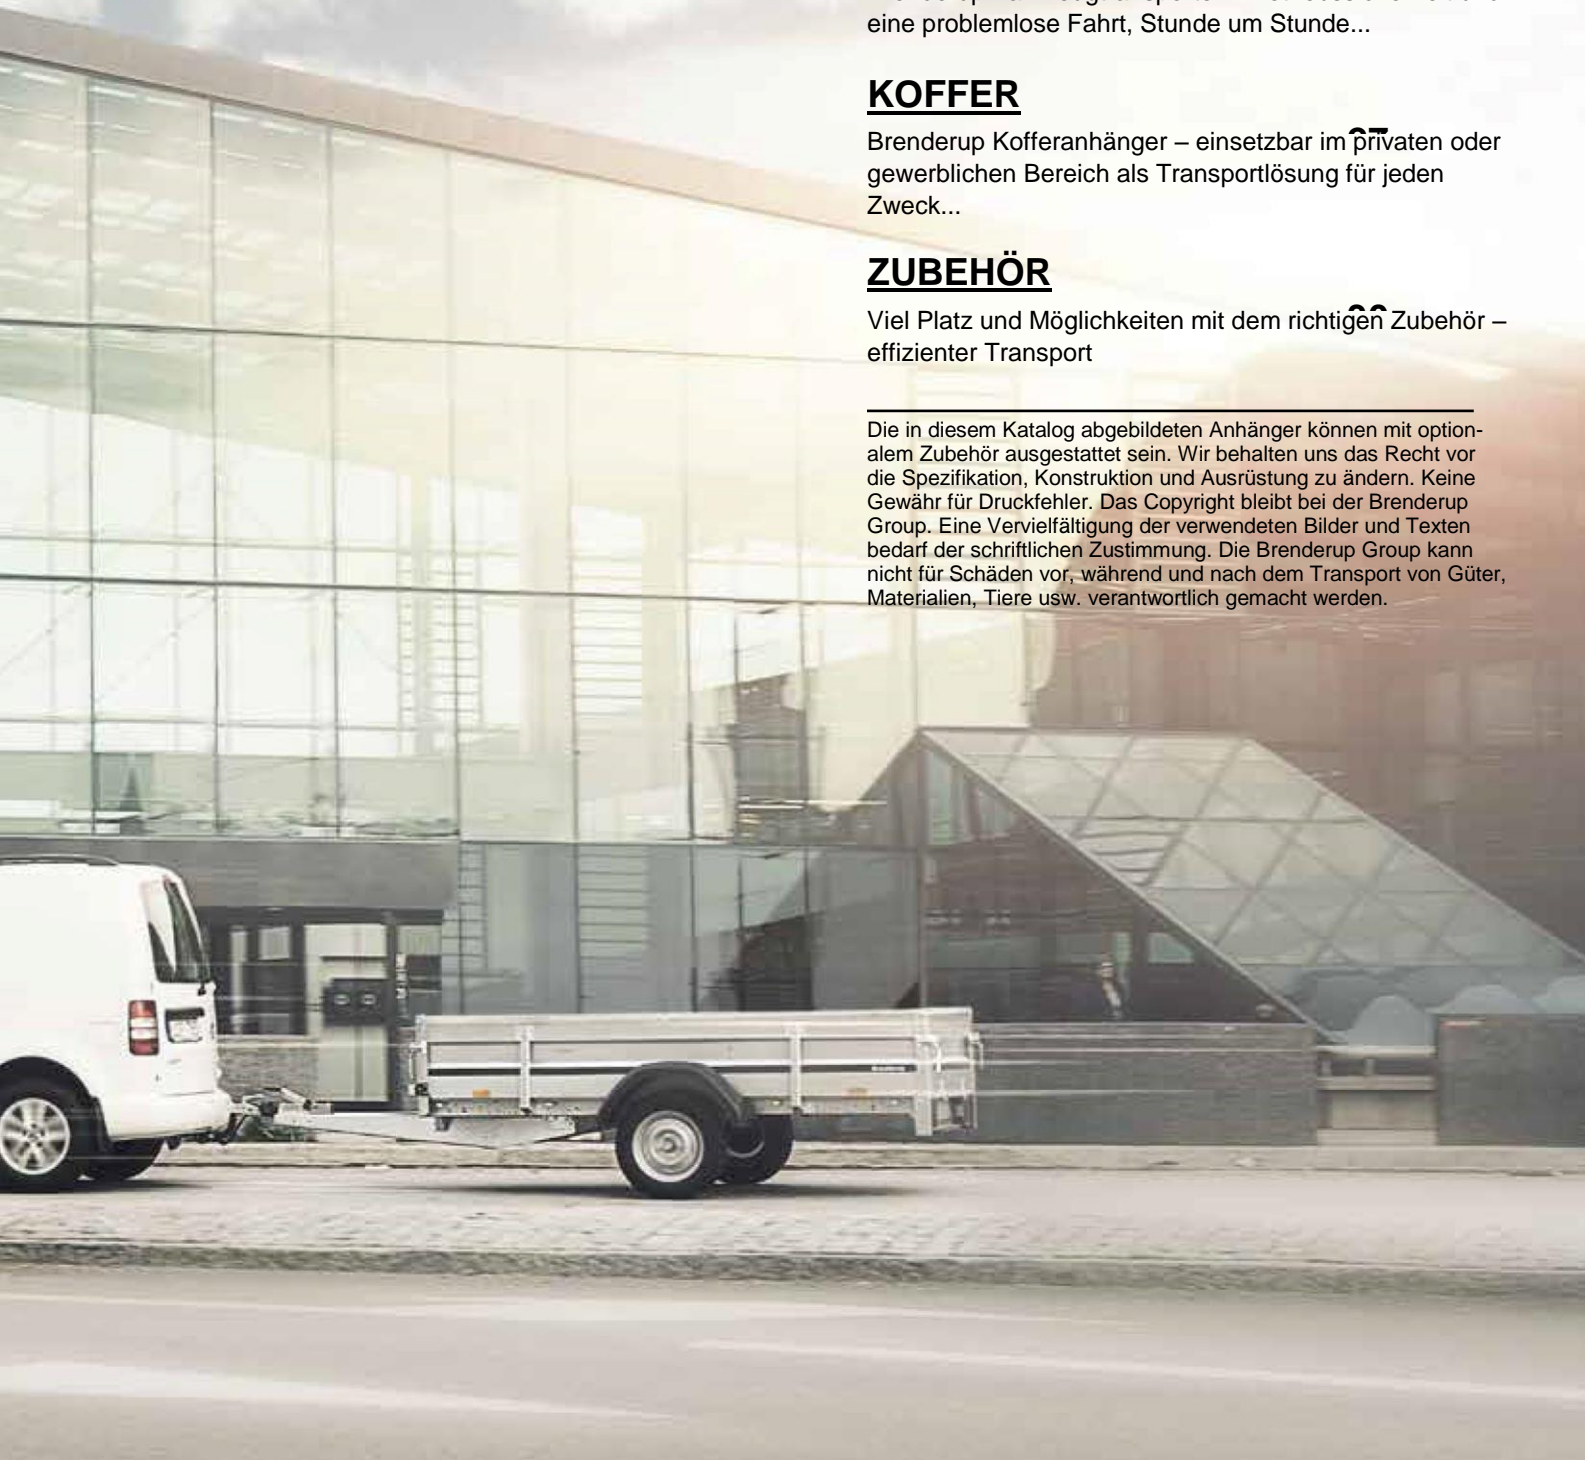 eine problemlose Fahrt, Stunde um Stunde...
KOFFER
Brenderup Kofferanhänger – einsetzbar im privaten oder
gewerblichen Bereich als Transportlösung für jeden
Zweck...
ZUBEHÖR
Viel Platz und Möglichkeiten mit dem richtigen Zubehör –
effizienter Transport
Die in diesem Katalog abgebildeten Anhänger können mit option-
alem Zubehör ausgestattet sein. Wir behalten uns das Recht vor
die Spezifikation, Konstruktion und Ausrüstung zu ändern. Keine
Gewähr für Druckfehler. Das Copyright bleibt bei der Brenderup
Group. Eine Vervielfältigung der verwendeten Bilder und Texten
bedarf der schriftlichen Zustimmung. Die Brenderup Group kann
nicht für Schäden vor, während und nach dem Transport von Güter,
Materialien, Tiere usw. verantwortlich gemacht werden.